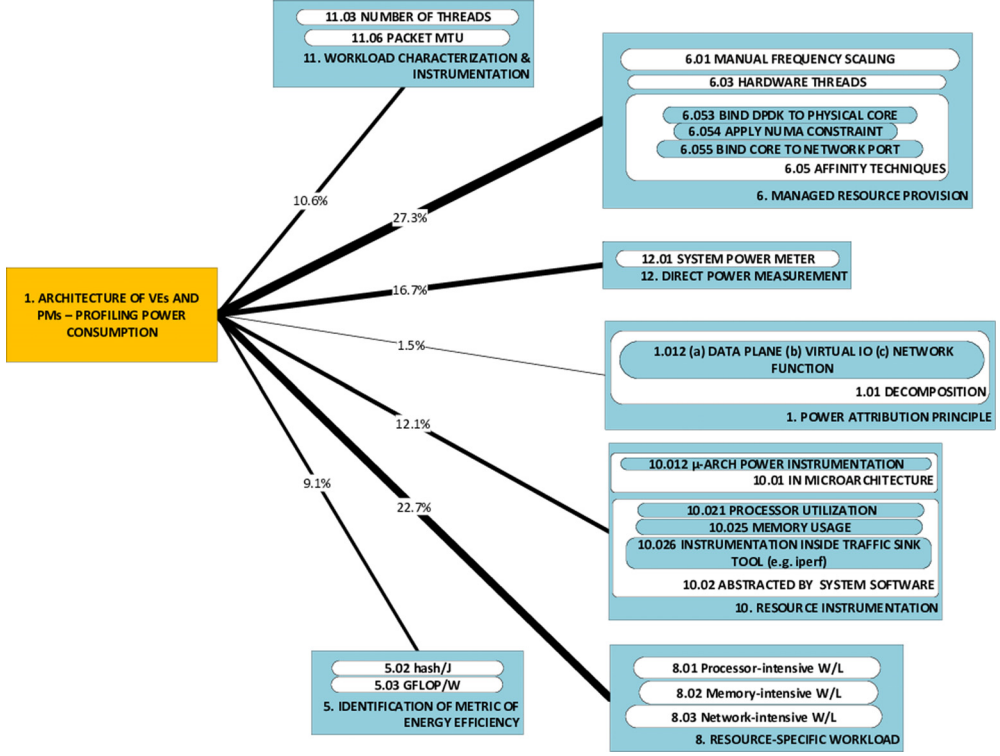 11.03 NUMBER OF THREADS
11.06 PACKET MTU
11. WORKLOAD CHARACTERIZATION &
INSTRUMENTATION
6.01 MANUAL FREQUENCY SCALING
6.03 HARDWARE THREADS
6.053 BIND DPDK TO PHYSICAL CORE
6.054 APPLY NUMA CONSTRAINT
6.055 BIND CORE TO NETWORK PORT
6.05 AFFINITY TECHNIQUES
6. MANAGED RESOURCE PROVISION
10.6%
27.3%
12.01 SYSTEM POWER METER
12. DIRECT POWER MEASUREMENT
16.7%
1. ARCHITECTURE OF VEs AND
PMs – PROFILING POWER
CONSUMPTION
1.5%
1.012 (a) DATA PLANE (b) VIRTUAL IO (c) NETWORK
FUNCTION
1.01 DECOMPOSITION
1. POWER ATTRIBUTION PRINCIPLE
12.1%
10.012 µ-ARCH POWER INSTRUMENTATION
10.01 IN MICROARCHITECTURE
10.021 PROCESSOR UTILIZATION
10.025 MEMORY USAGE
10.026 INSTRUMENTATION INSIDE TRAFFIC SINK
TOOL (e.g. iperf)
10.02 ABSTRACTED BY SYSTEM SOFTWARE
10. RESOURCE INSTRUMENTATION
9.1%
22.7%
5.02 hash/J
5.03 GFLOP/W
5. IDENTIFICATION OF METRIC OF
ENERGY EFFICIENCY
8.01 Processor-intensive W/L
8.02 Memory-intensive W/L
8.03 Network-intensive W/L
8. RESOURCE-SPECIFIC WORKLOAD